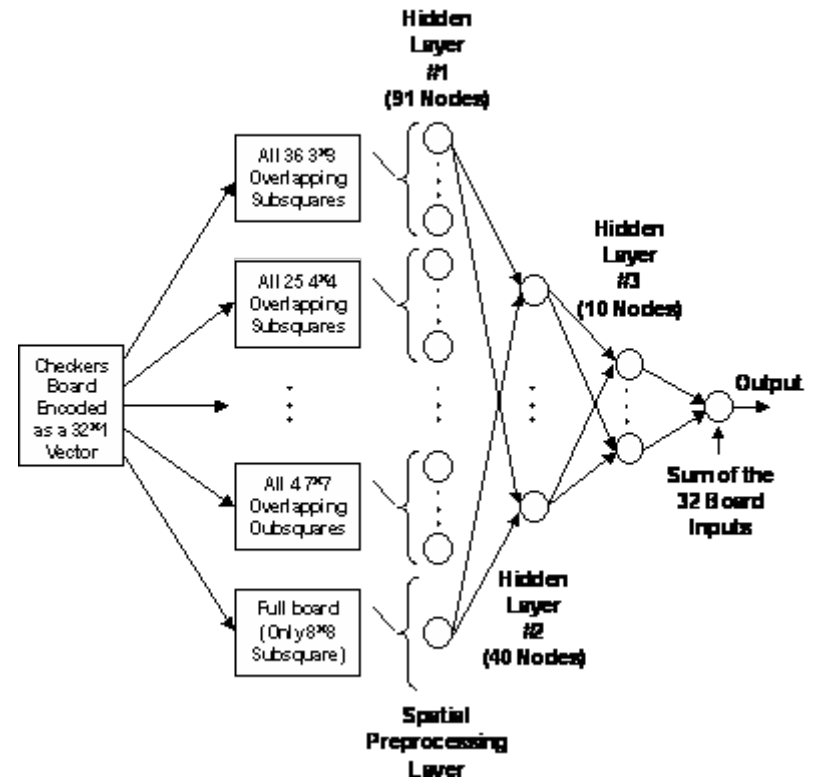 Hidden
Layer
#1
(91 Nodes)
All 36 3*3
Overlapping
Subsquares
All 25 4*4
Overlapping
Subsquares
Checkers
Board
Encoded
as a 32*1
Vector
All 4 7*7
Overlapping
Oubsquares
Full board
(Only 8*8
Subsquare)
Spatial
Preprocessing
Layer
Hidden
Layer
#2
(40 Nodes)
Hidden
Layer
#3
(10 Nodes)
Output
Sum of the
32 Board
Inputs